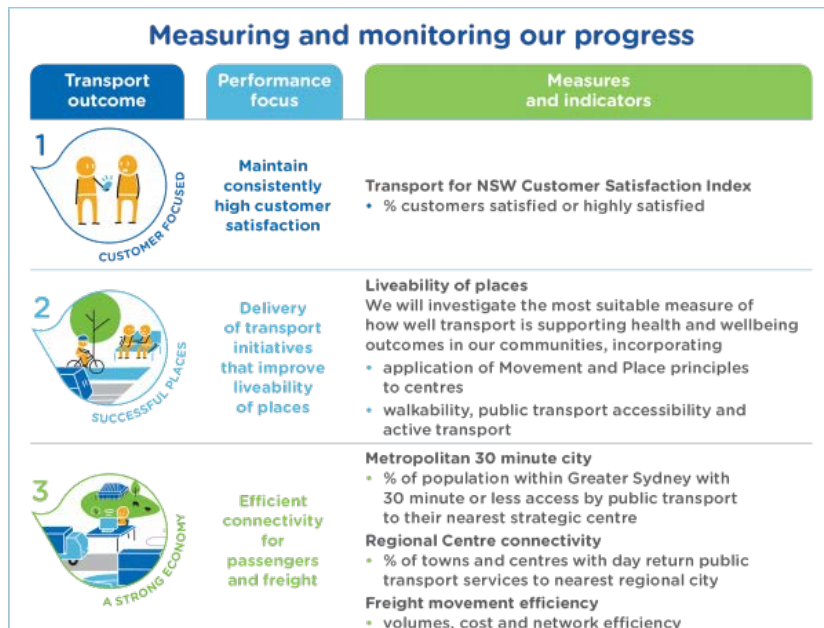 Measuring and monitoring our progress
Transport
outcome
Performance
focus
Measures
and indicators
1
CUSTOMER FOCUSED
Maintain
consistently
high customer
satisfaction
Transport for NSW Customer Satisfaction Index
• % customers satisfied or highly satisfied
2
SUCCESSFUL PLACES
Delivery
of transport
initiatives
that improve
liveability
of places
Liveability of places
We will investigate the most suitable measure of
how well transport is supporting health and wellbeing
outcomes in our communities, incorporating
• application of Movement and Place principles
to centres
• walkability, public transport accessibility and
active transport
3
A STRONG ECONOMY
Efficient
connectivity
for
passengers
and freight
Metropolitan 30 minute city
• % of population within Greater Sydney with
30 minute or less access by public transport
to their nearest strategic centre
Regional Centre connectivity
• % of towns and centres with day return public
transport services to nearest regional city
Freight movement efficiency
• volumes, cost and network efficiency